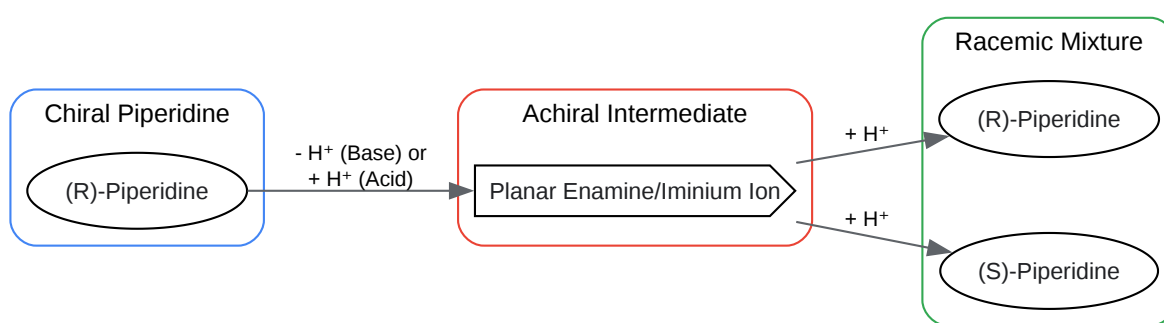 Chiral Piperidine
(R)-Piperidine
- H⁺ (Base) or
+ H⁺ (Acid)
Achiral Intermediate
Planar Enamine/Iminium Ion
+ H⁺
+ H⁺
Racemic Mixture
(R)-Piperidine
(S)-Piperidine